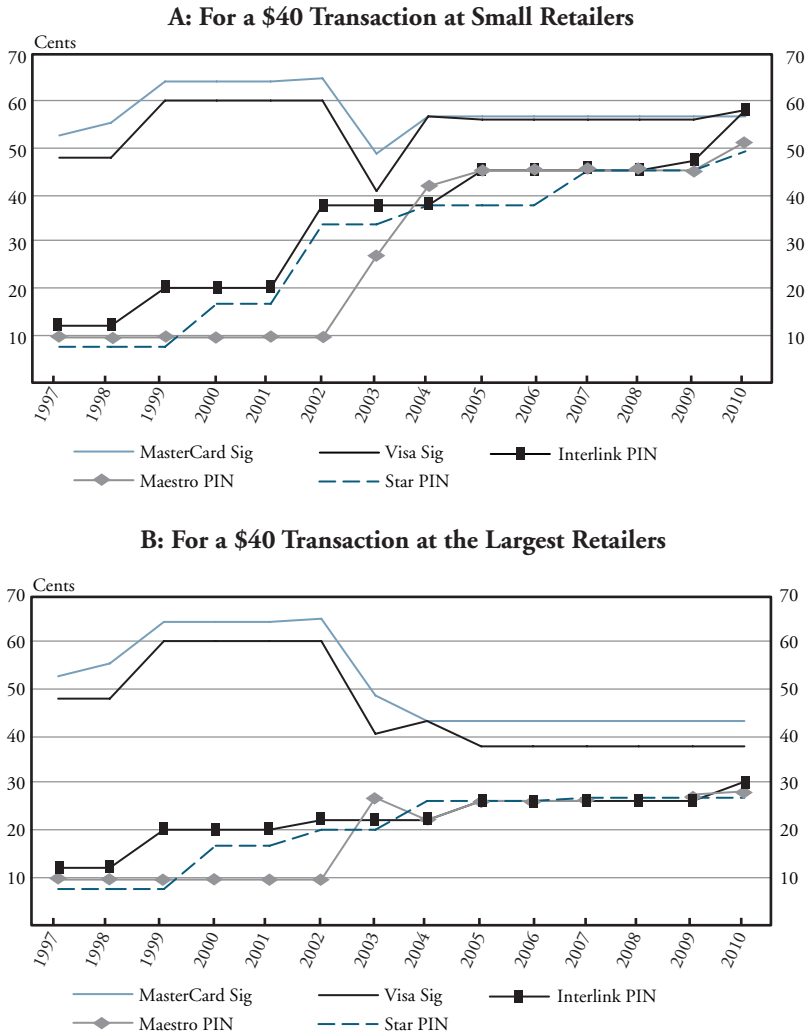 A: For a $40 Transaction at Small Retailers
Cents
70 70
60 60
50 50
40 40
30 30
20 20
10 10
1997 1998 1999 2000 2001 2002 2003 2004 2005 2006 2007 2008 2009 2010
MasterCard Sig Visa Sig Interlink PIN
Maestro PIN Star PIN
B: For a $40 Transaction at the Largest Retailers
Cents
70 70
60 60
50 50
40 40
30 30
20 20
10 10
1997 1998 1999 2000 2001 2002 2003 2004 2005 2006 2007 2008 2009 2010
MasterCard Sig Visa Sig Interlink PIN
Maestro PIN Star PIN